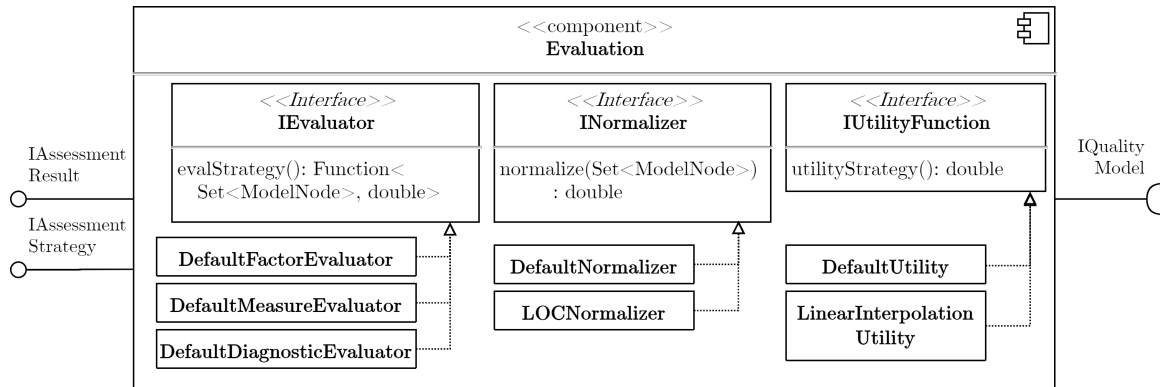 <<component>>
Evaluation
<<Interface>>
IEvaluator
evalStrategy(): Function<
Set<ModelNode>, double>
DefaultFactorEvaluator
DefaultMeasureEvaluator
DefaultDiagnosticEvaluator
<<Interface>>
INormalizer
normalize(Set<ModelNode>)
: double
DefaultNormalizer
LOCNormalizer
<<Interface>>
IUtilityFunction
utilityStrategy(): double
DefaultUtility
LinearInterpolation
Utility
IAssessment
Result
IAssessment
Strategy
IQuality
Model